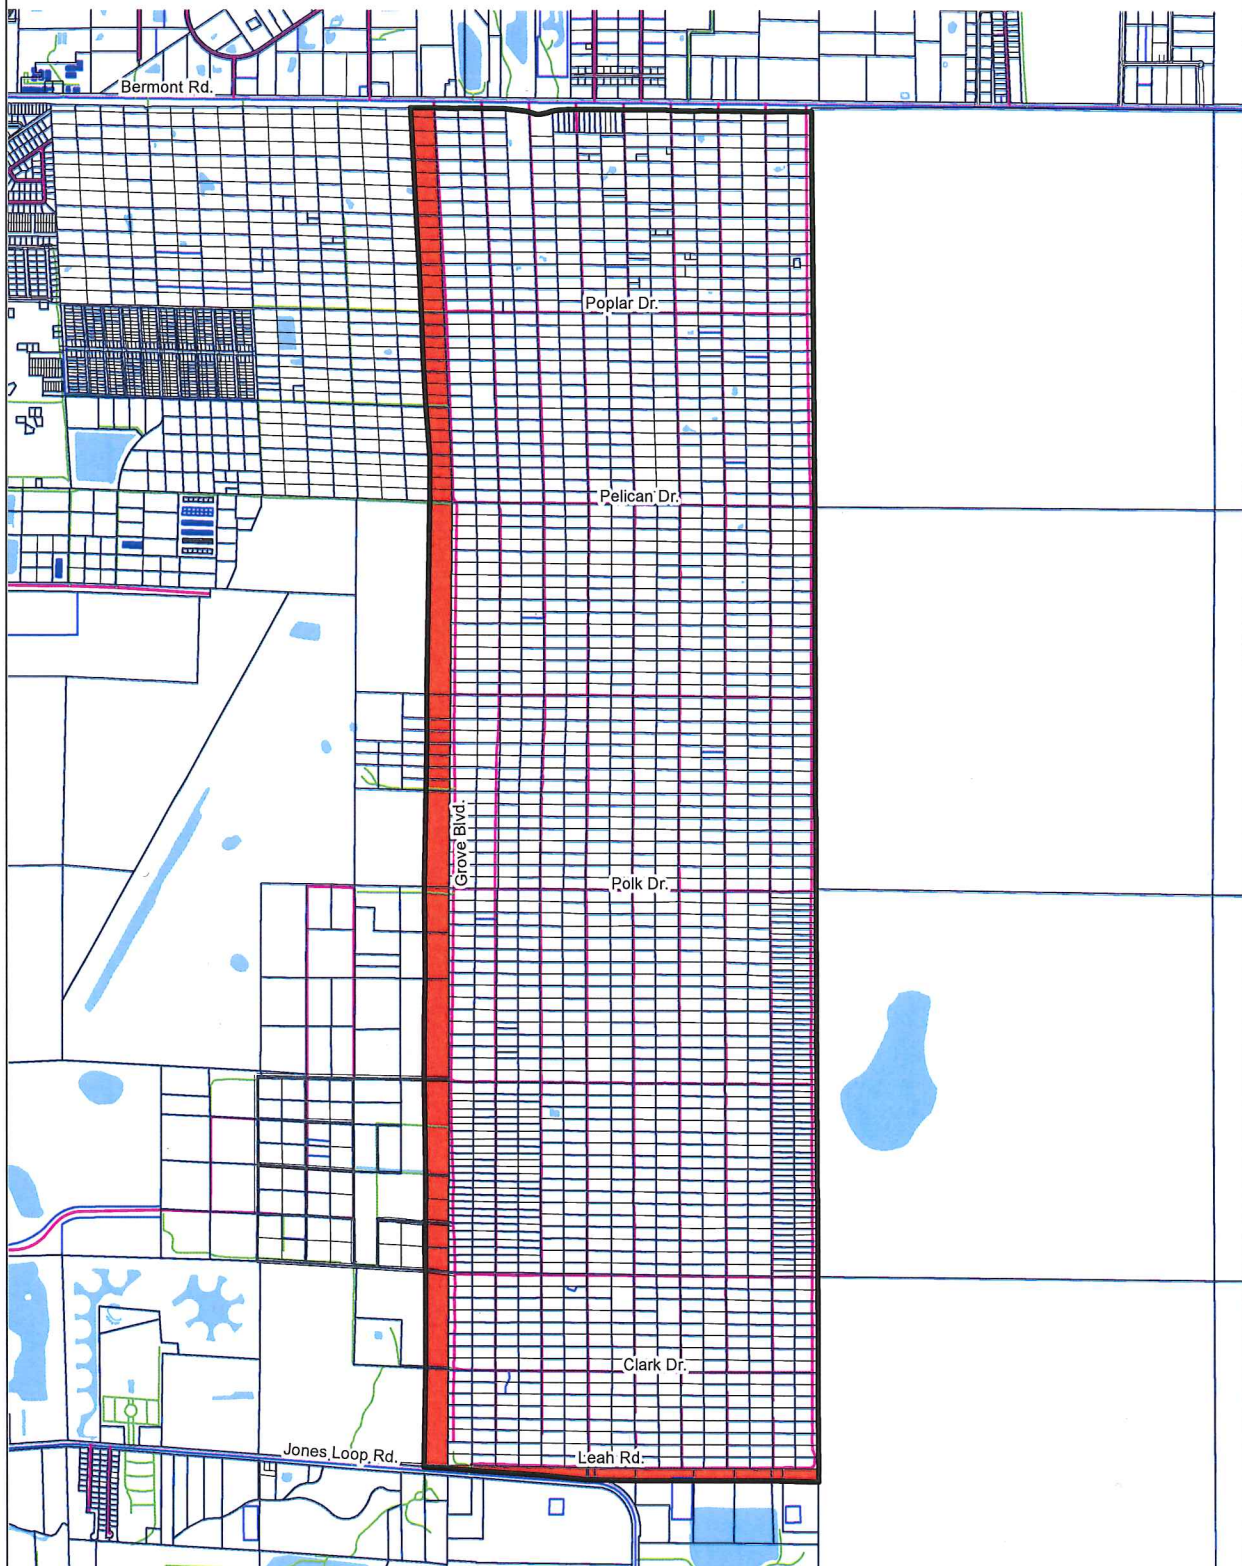 Bermont Rd.
Poplar Dr.
Pelican Dr.
Grove Blvd.
Polk Dr.
Clark Dr.
Jones Loop Rd.
Leah Rd.